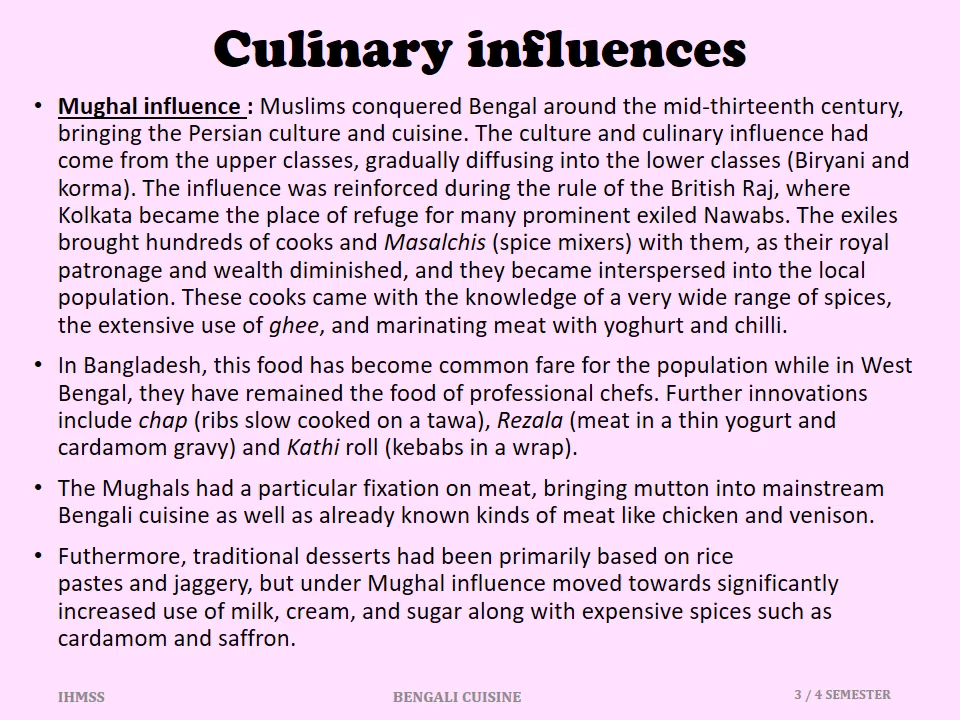 Culinary influences
• Mughal influence : Muslims conquered Bengal around the mid-thirteenth century,
bringing the Persian culture and cuisine. The culture and culinary influence had
come from the upper classes, gradually diffusing into the lower classes (Biryani and
korma). The influence was reinforced during the rule of the British Raj, where
Kolkata became the place of refuge for many prominent exiled Nawabs. The exiles
brought hundreds of cooks and Masalchis (spice mixers) with them, as their royal
patronage and wealth diminished, and they became interspersed into the local
population. These cooks came with the knowledge of a very wide range of spices,
the extensive use of ghee, and marinating meat with yoghurt and chilli.
• In Bangladesh, this food has become common fare for the population while in West
Bengal, they have remained the food of professional chefs. Further innovations
include chap (ribs slow cooked on a tawa), Rezala (meat in a thin yogurt and
cardamom gravy) and Kathi roll (kebabs in a wrap).
• The Mughals had a particular fixation on meat, bringing mutton into mainstream
Bengali cuisine as well as already known kinds of meat like chicken and venison.
• Futhermore, traditional desserts had been primarily based on rice
pastes and jaggery, but under Mughal influence moved towards significantly
increased use of milk, cream, and sugar along with expensive spices such as
cardamom and saffron.
IHMSS
BENGALI CUISINE
3 / 4 SEMESTER